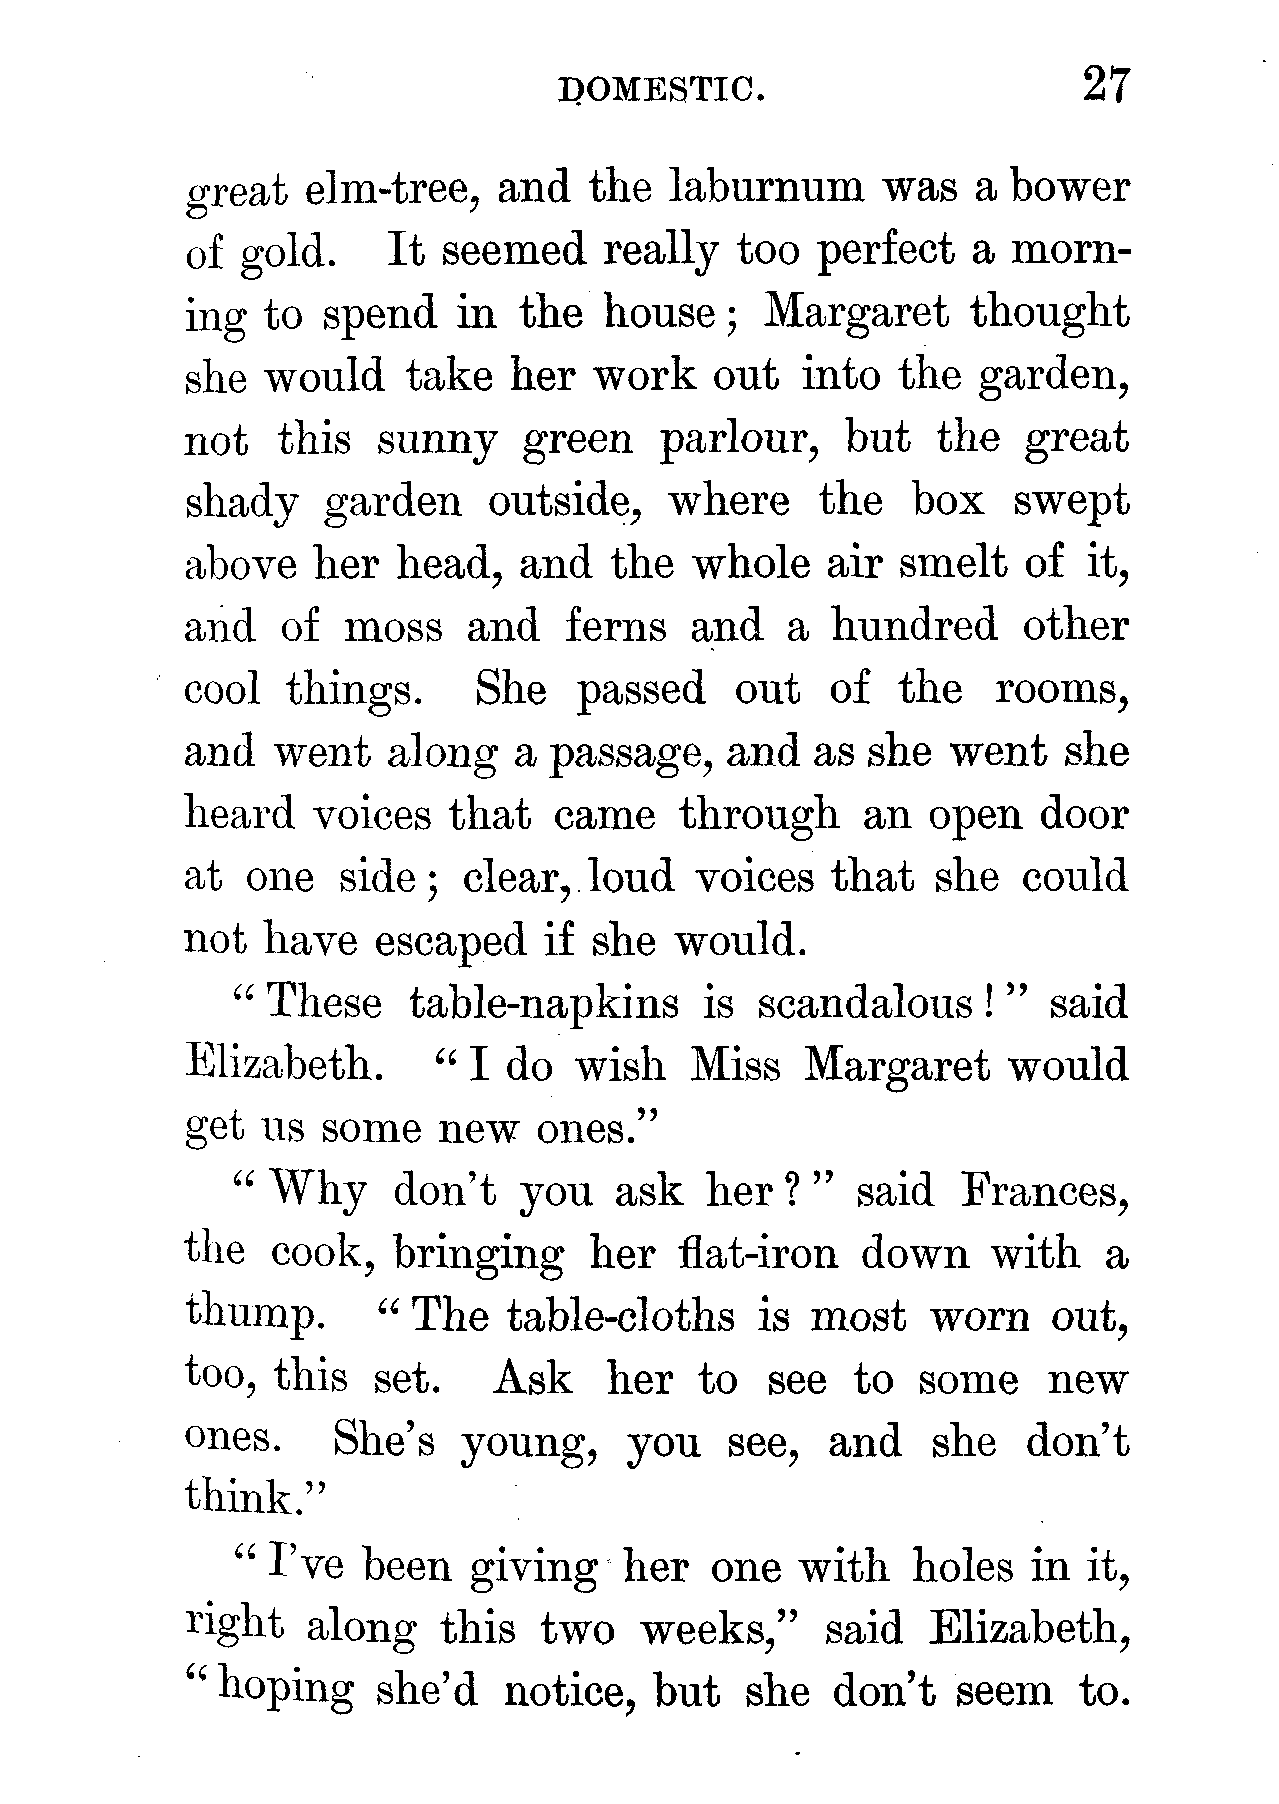 DOMESTIC. 27
great elm-tree, and the laburnum was a bower
of gold. It seemed really too perfect a morn-
ing to spend in the house; Margaret thought
she would take her work out into the garden,
not this sunny green parlour, but the great
shady garden outside, where the box swept
above her head, and the whole air smelt of it,
and of moss and ferns and a hundred other
cool things. She passed out of the rooms,
and went along a passage, and as she went she
heard voices that came through an open door
at one side; clear, loud voices that she could
not have escaped if she would.
“These table-napkins is scandalous!” said
Elizabeth. “I do wish Miss Margaret would
get us some new ones.”
“Why don’t you ask her?” said Frances,
the cook, bringing her flat-iron down with a
thump. “The table-cloths is most worn out,
too, this set. Ask her to see to some new
ones. She’s young, you see, and she don’t
think.”
“I’ve been giving her one with holes in it,
right along this two weeks,” said Elizabeth,
“hoping she’d notice, but she don’t seem to.